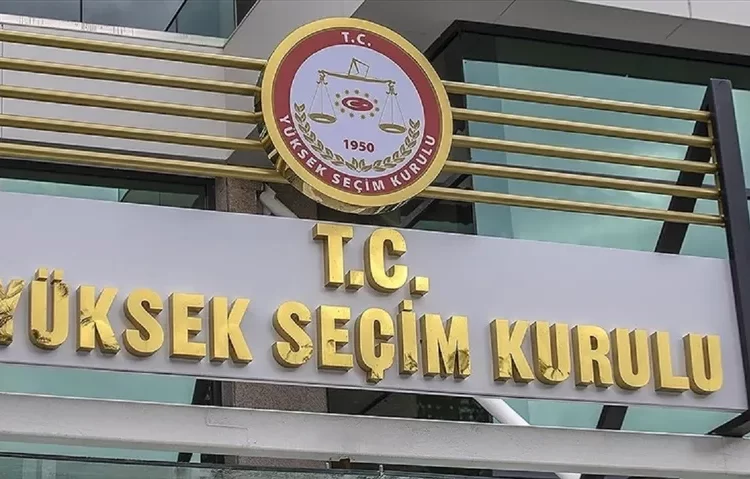 T.C.
1950
YÜKSEK SEÇİM KURULU
T.C.
YÜKSEK SEÇİM KURULU